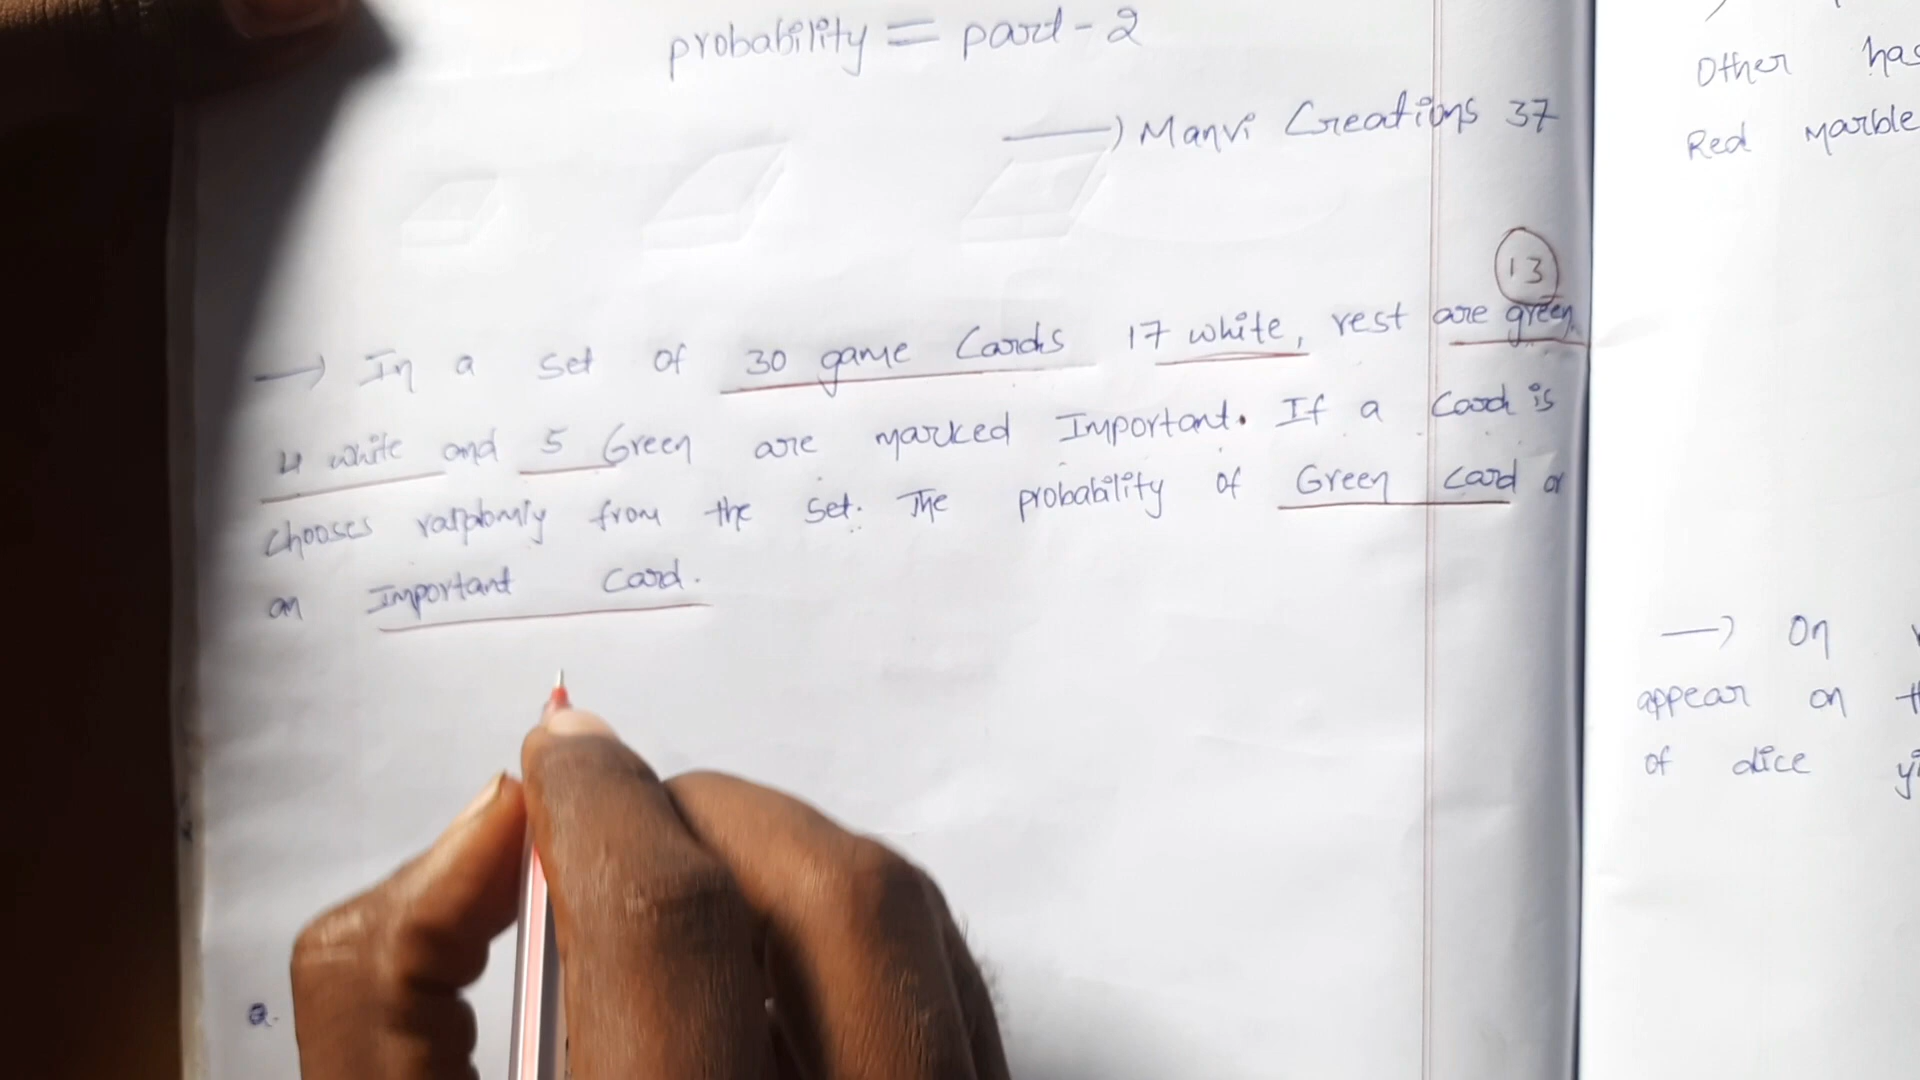 probability = part-2
—) Manvi Creations 37
13
—) In a set of 30 game Cards 17 white, rest are green
4 white and 5 Green are marked Important. If a Card is
chooses randomly from the set. The probability of Green card or
an Important Card.
Q.
Other has
Red Marble
—) On
appear on
of dice